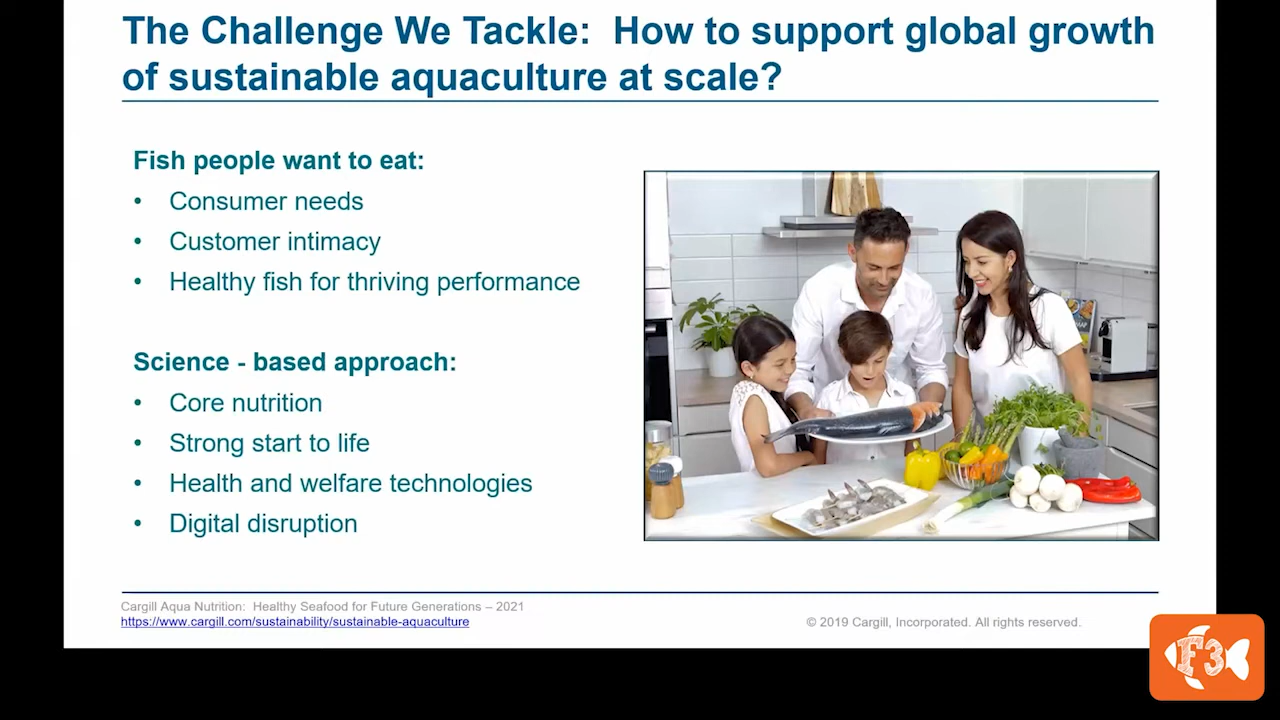 The Challenge We Tackle: How to support global growth
of sustainable aquaculture at scale?
Fish people want to eat:
• Consumer needs
• Customer intimacy
• Healthy fish for thriving performance
Science - based approach:
• Core nutrition
• Strong start to life
• Health and welfare technologies
• Digital disruption
Cargill Aqua Nutrition: Healthy Seafood for Future Generations – 2021
https://www.cargill.com/sustainability/sustainable-aquaculture
© 2019 Cargill, Incorporated. All rights reserved.
F3